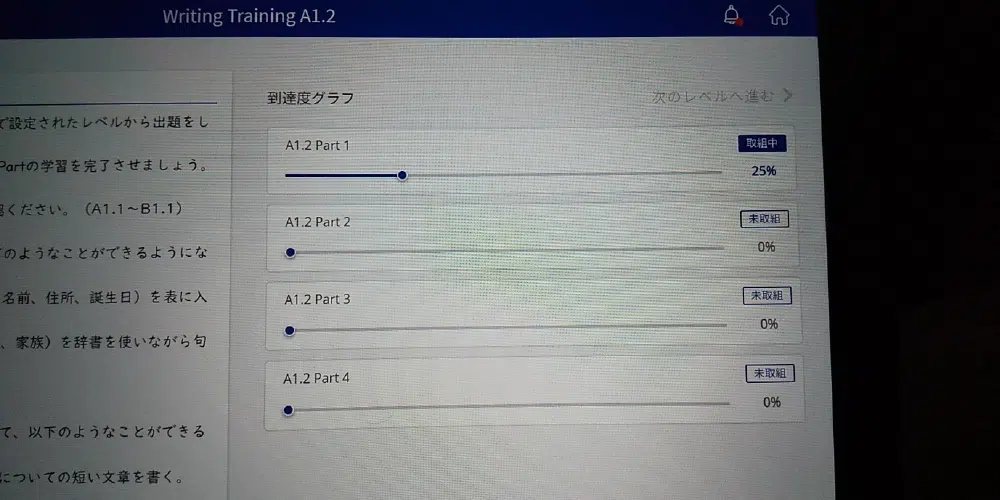 Writing Training A1.2
で設定されたレベルから出題をし
Partの学習を完了させましょう。
ください。（A1.1～B1.1）
のようなことができるようにな
名前、住所、誕生日）を表に入
、家族）を辞書を使いながら句
て、以下のようなことができる
についての短い文章を書く。
到達度グラフ
次のレベルへ進む
A1.2 Part 1
取組中
25%
A1.2 Part 2
未取組
0%
A1.2 Part 3
未取組
0%
A1.2 Part 4
未取組
0%